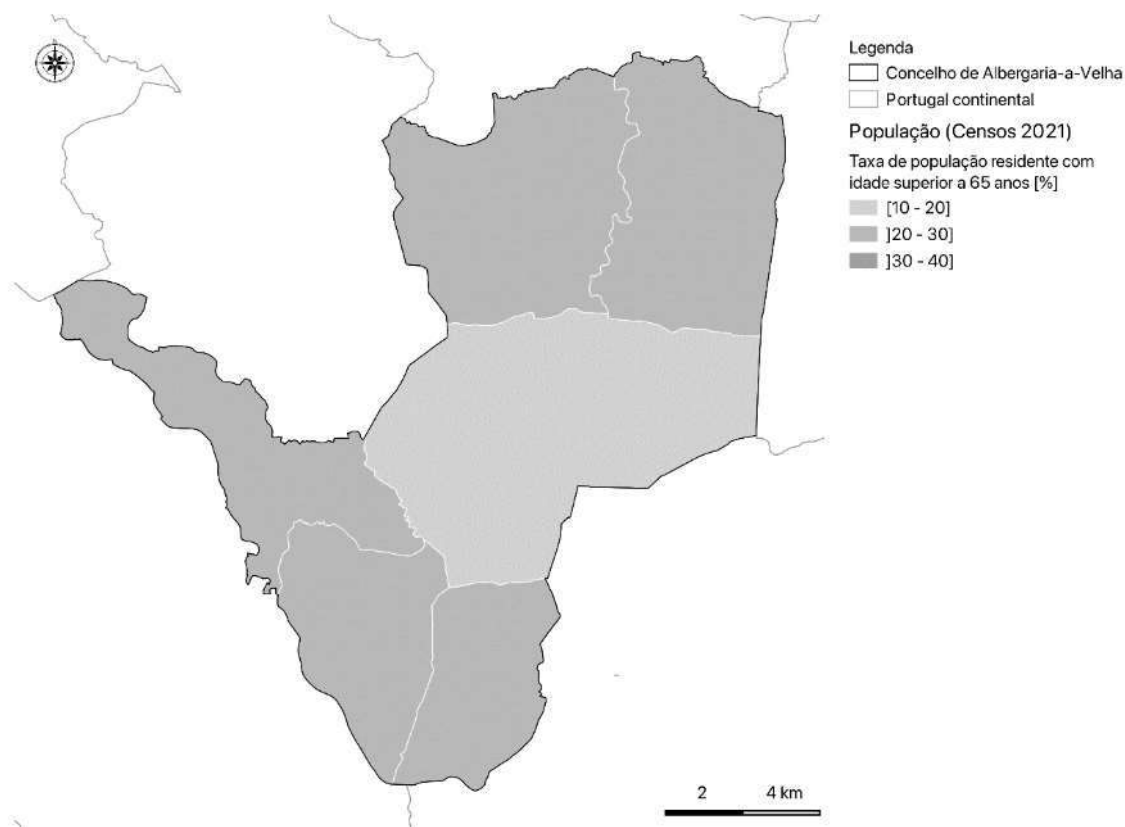 Legenda
Concelho de Albergaria-a-Velha
Portugal continental
População (Censos 2021)
Taxa de população residente com
idade superior a 65 anos [%]
[10 - 20]
]20 - 30]
]30 - 40]
2 4 km